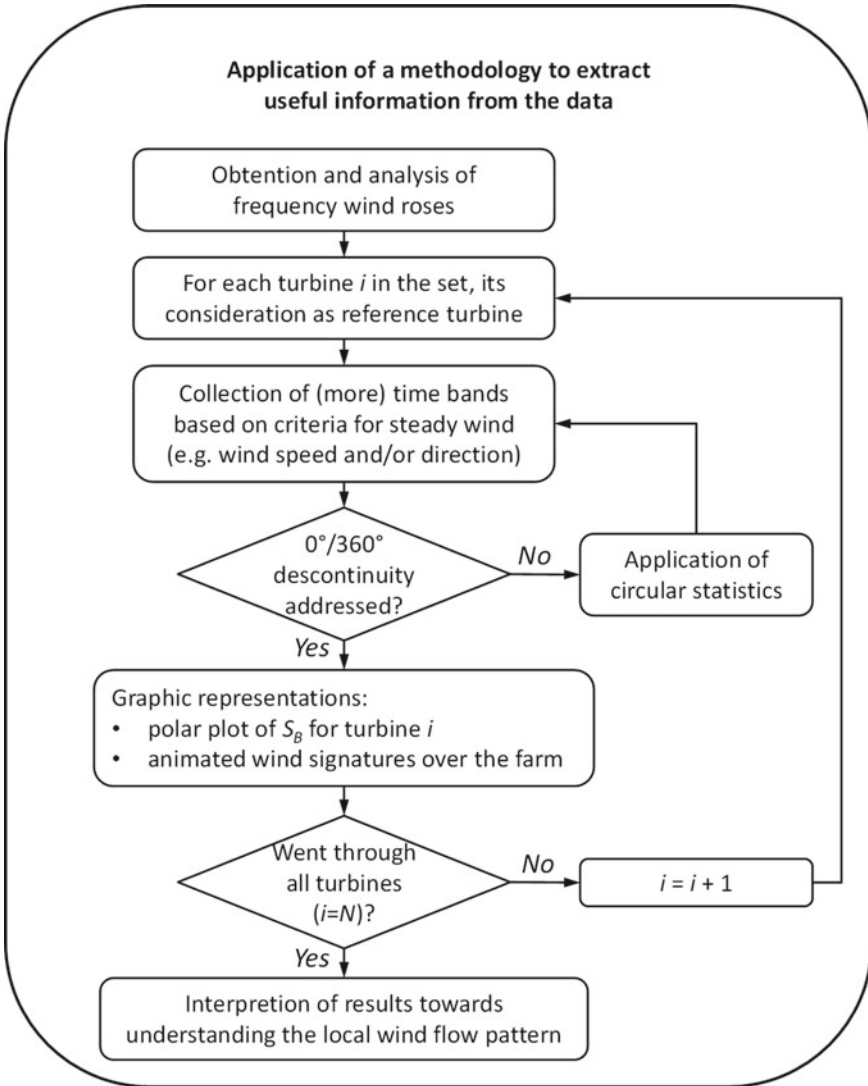 Application of a methodology to extract
useful information from the data
Obtention and analysis of
frequency wind roses
For each turbine i in the set, its
consideration as reference turbine
Collection of (more) time bands
based on criteria for steady wind
(e.g. wind speed and/or direction)
0°/360°
descontinuity
addressed?
No
Application of
circular statistics
Yes
Graphic representations:
• polar plot of S_B for turbine i
• animated wind signatures over the farm
Went through
all turbines
(i=N)?
No
i = i + 1
Yes
Interpretion of results towards
understanding the local wind flow pattern